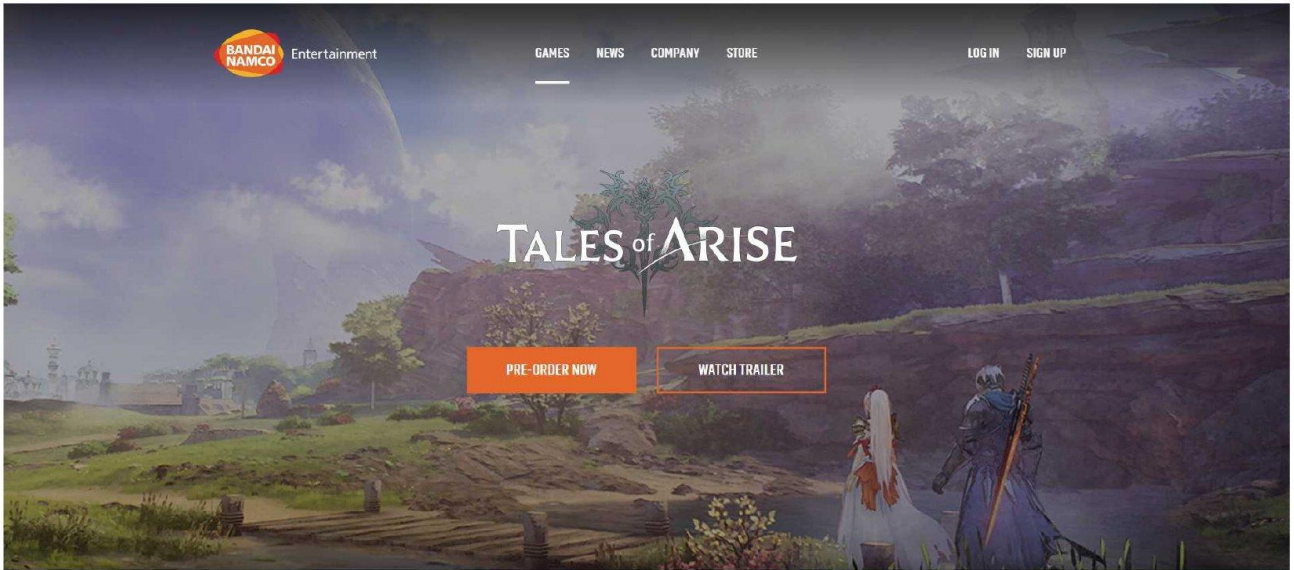 BANDAI
NAMCO
Entertainment
GAMES NEWS COMPANY STORE
LOG IN SIGN UP
TALES of ARISE
PRE-ORDER NOW WATCH TRAILER